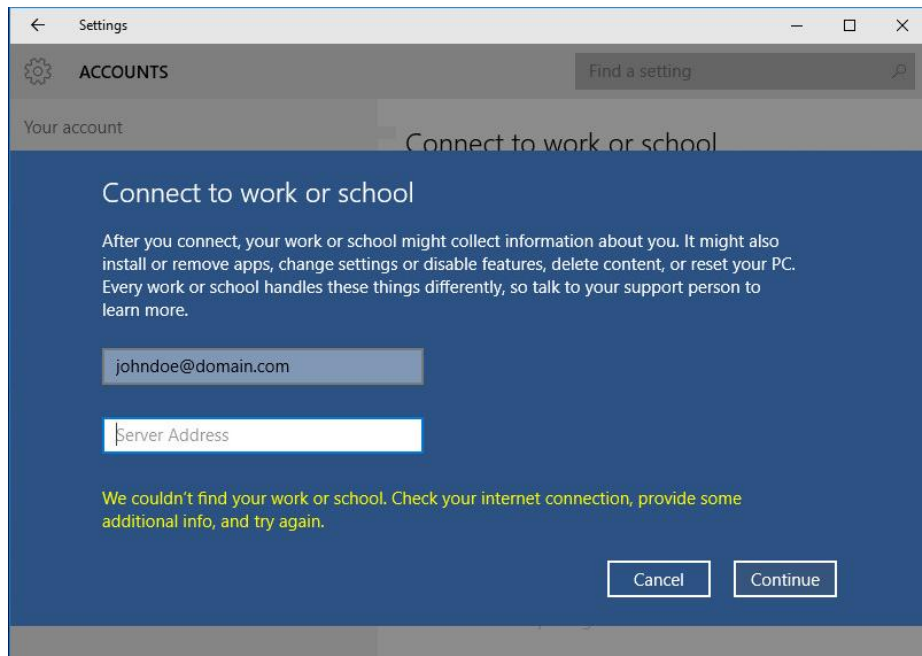 Settings
ACCOUNTS
Find a setting
Your account
Connect to work or school
Connect to work or school
After you connect, your work or school might collect information about you. It might also
install or remove apps, change settings or disable features, delete content, or reset your PC.
Every work or school handles these things differently, so talk to your support person to
learn more.
johndoe@domain.com
Server Address
We couldn't find your work or school. Check your internet connection, provide some
additional info, and try again.
Cancel
Continue